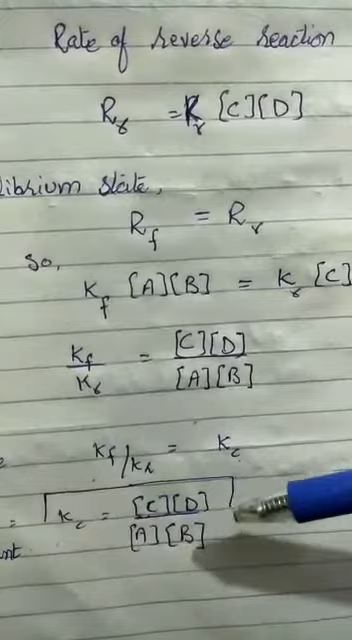 Rate of reverse reaction
Rr = Kr [C][D]
librium state,
Rf = Rr
so,
Kf [A][B] = Kr [C]
Kf/Kr = [C][D]/[A][B]
Kf/Kr = Kc
= Kc = [C][D]/[A][B]
nt